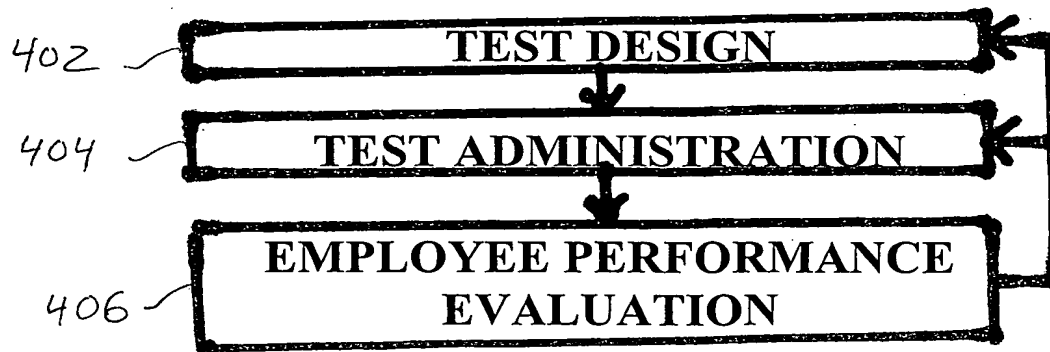 402
TEST DESIGN
404
TEST ADMINISTRATION
406
EMPLOYEE PERFORMANCE
EVALUATION